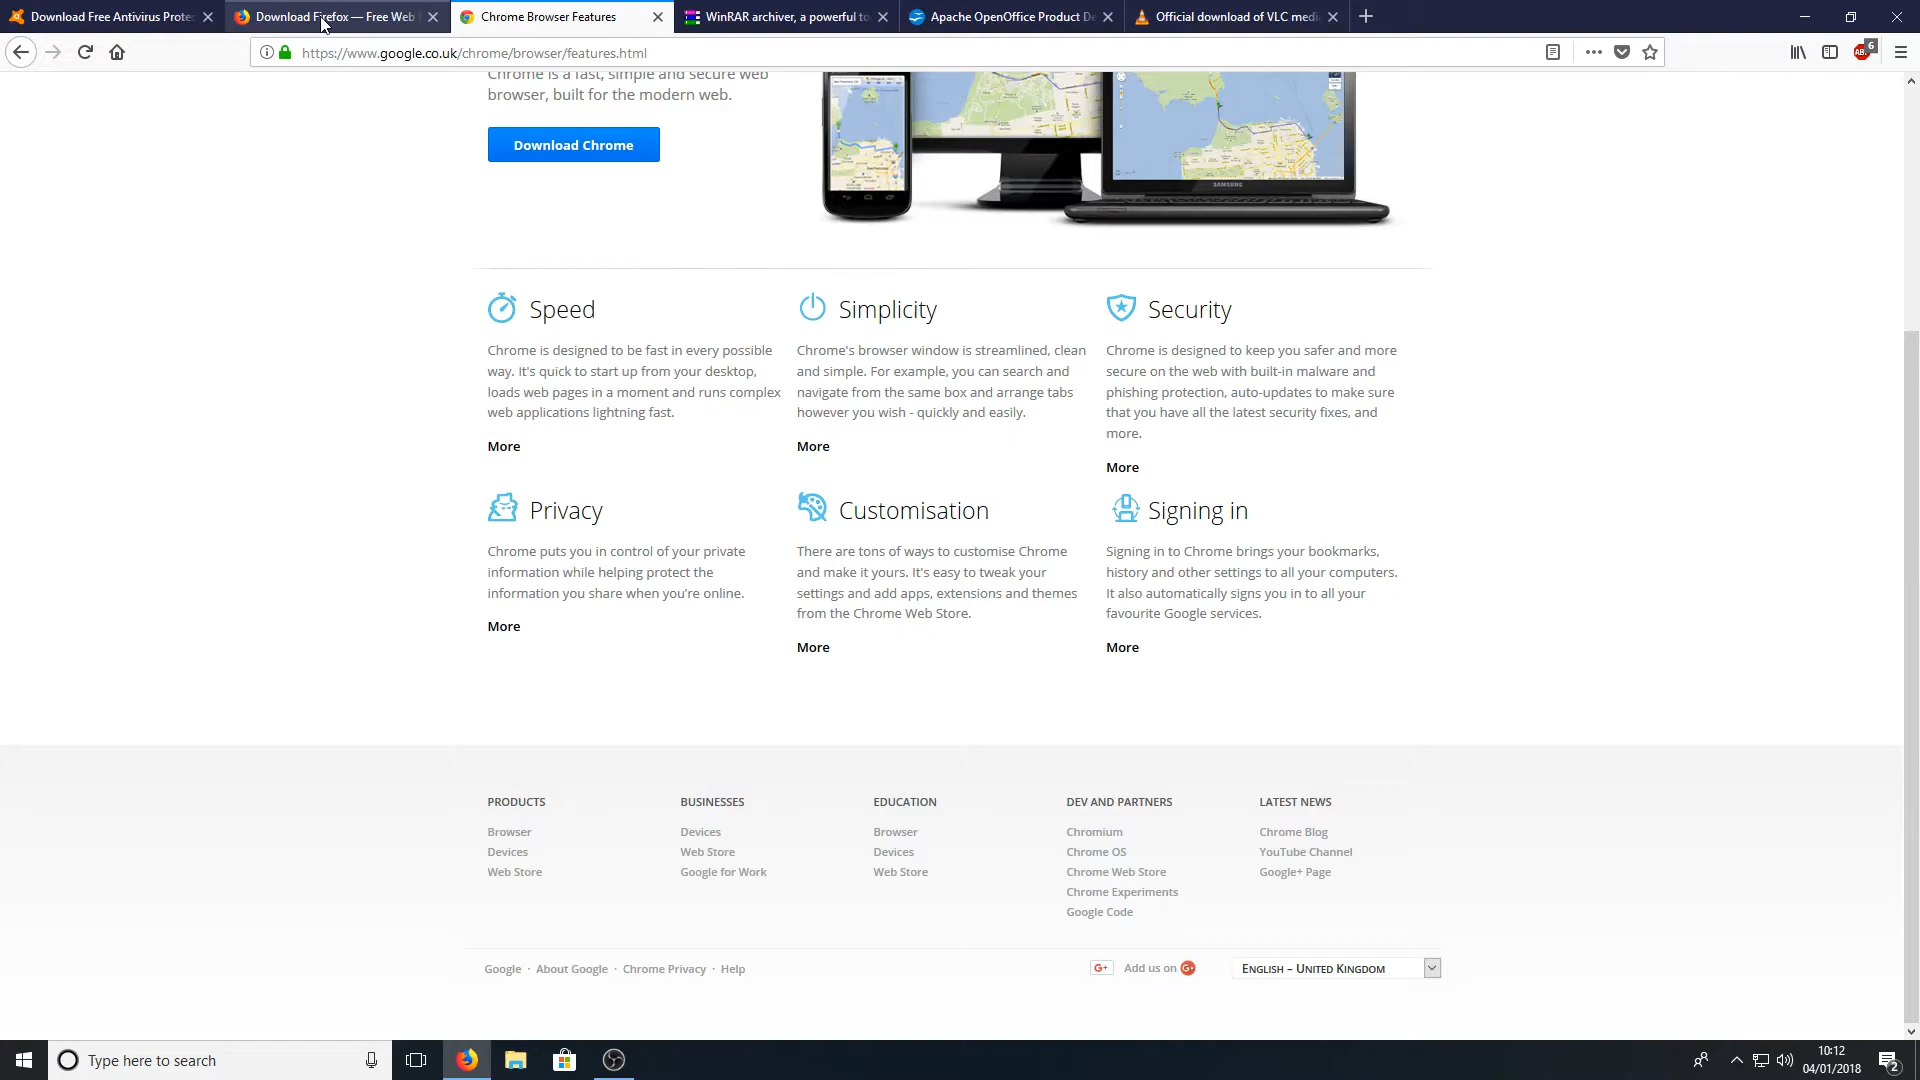 Download Free Antivirus Protec
Download Firefox — Free Web
Chrome Browser Features
WinRAR archiver, a powerful to
Apache OpenOffice Product De
Official download of VLC medi
https://www.google.co.uk/chrome/browser/features.html
ABP
6
Chrome is a fast, simple and secure web
browser, built for the modern web.
Download Chrome
SAMSUNG
Speed
Chrome is designed to be fast in every possible
way. It's quick to start up from your desktop,
loads web pages in a moment and runs complex
web applications lightning fast.
More
Simplicity
Chrome's browser window is streamlined, clean
and simple. For example, you can search and
navigate from the same box and arrange tabs
however you wish - quickly and easily.
More
Security
Chrome is designed to keep you safer and more
secure on the web with built-in malware and
phishing protection, auto-updates to make sure
that you have all the latest security fixes, and
more.
More
Privacy
Chrome puts you in control of your private
information while helping protect the
information you share when you're online.
More
Customisation
There are tons of ways to customise Chrome
and make it yours. It's easy to tweak your
settings and add apps, extensions and themes
from the Chrome Web Store.
More
Signing in
Signing in to Chrome brings your bookmarks,
history and other settings to all your computers.
It also automatically signs you in to all your
favourite Google services.
More
PRODUCTS
Browser
Devices
Web Store
BUSINESSES
Devices
Web Store
Google for Work
EDUCATION
Browser
Devices
Web Store
DEV AND PARTNERS
Chromium
Chrome OS
Chrome Web Store
Chrome Experiments
Google Code
LATEST NEWS
Chrome Blog
YouTube Channel
Google+ Page
Google · About Google · Chrome Privacy · Help
G+
Add us on G+
ENGLISH – UNITED KINGDOM
Type here to search
10:12
04/01/2018
2